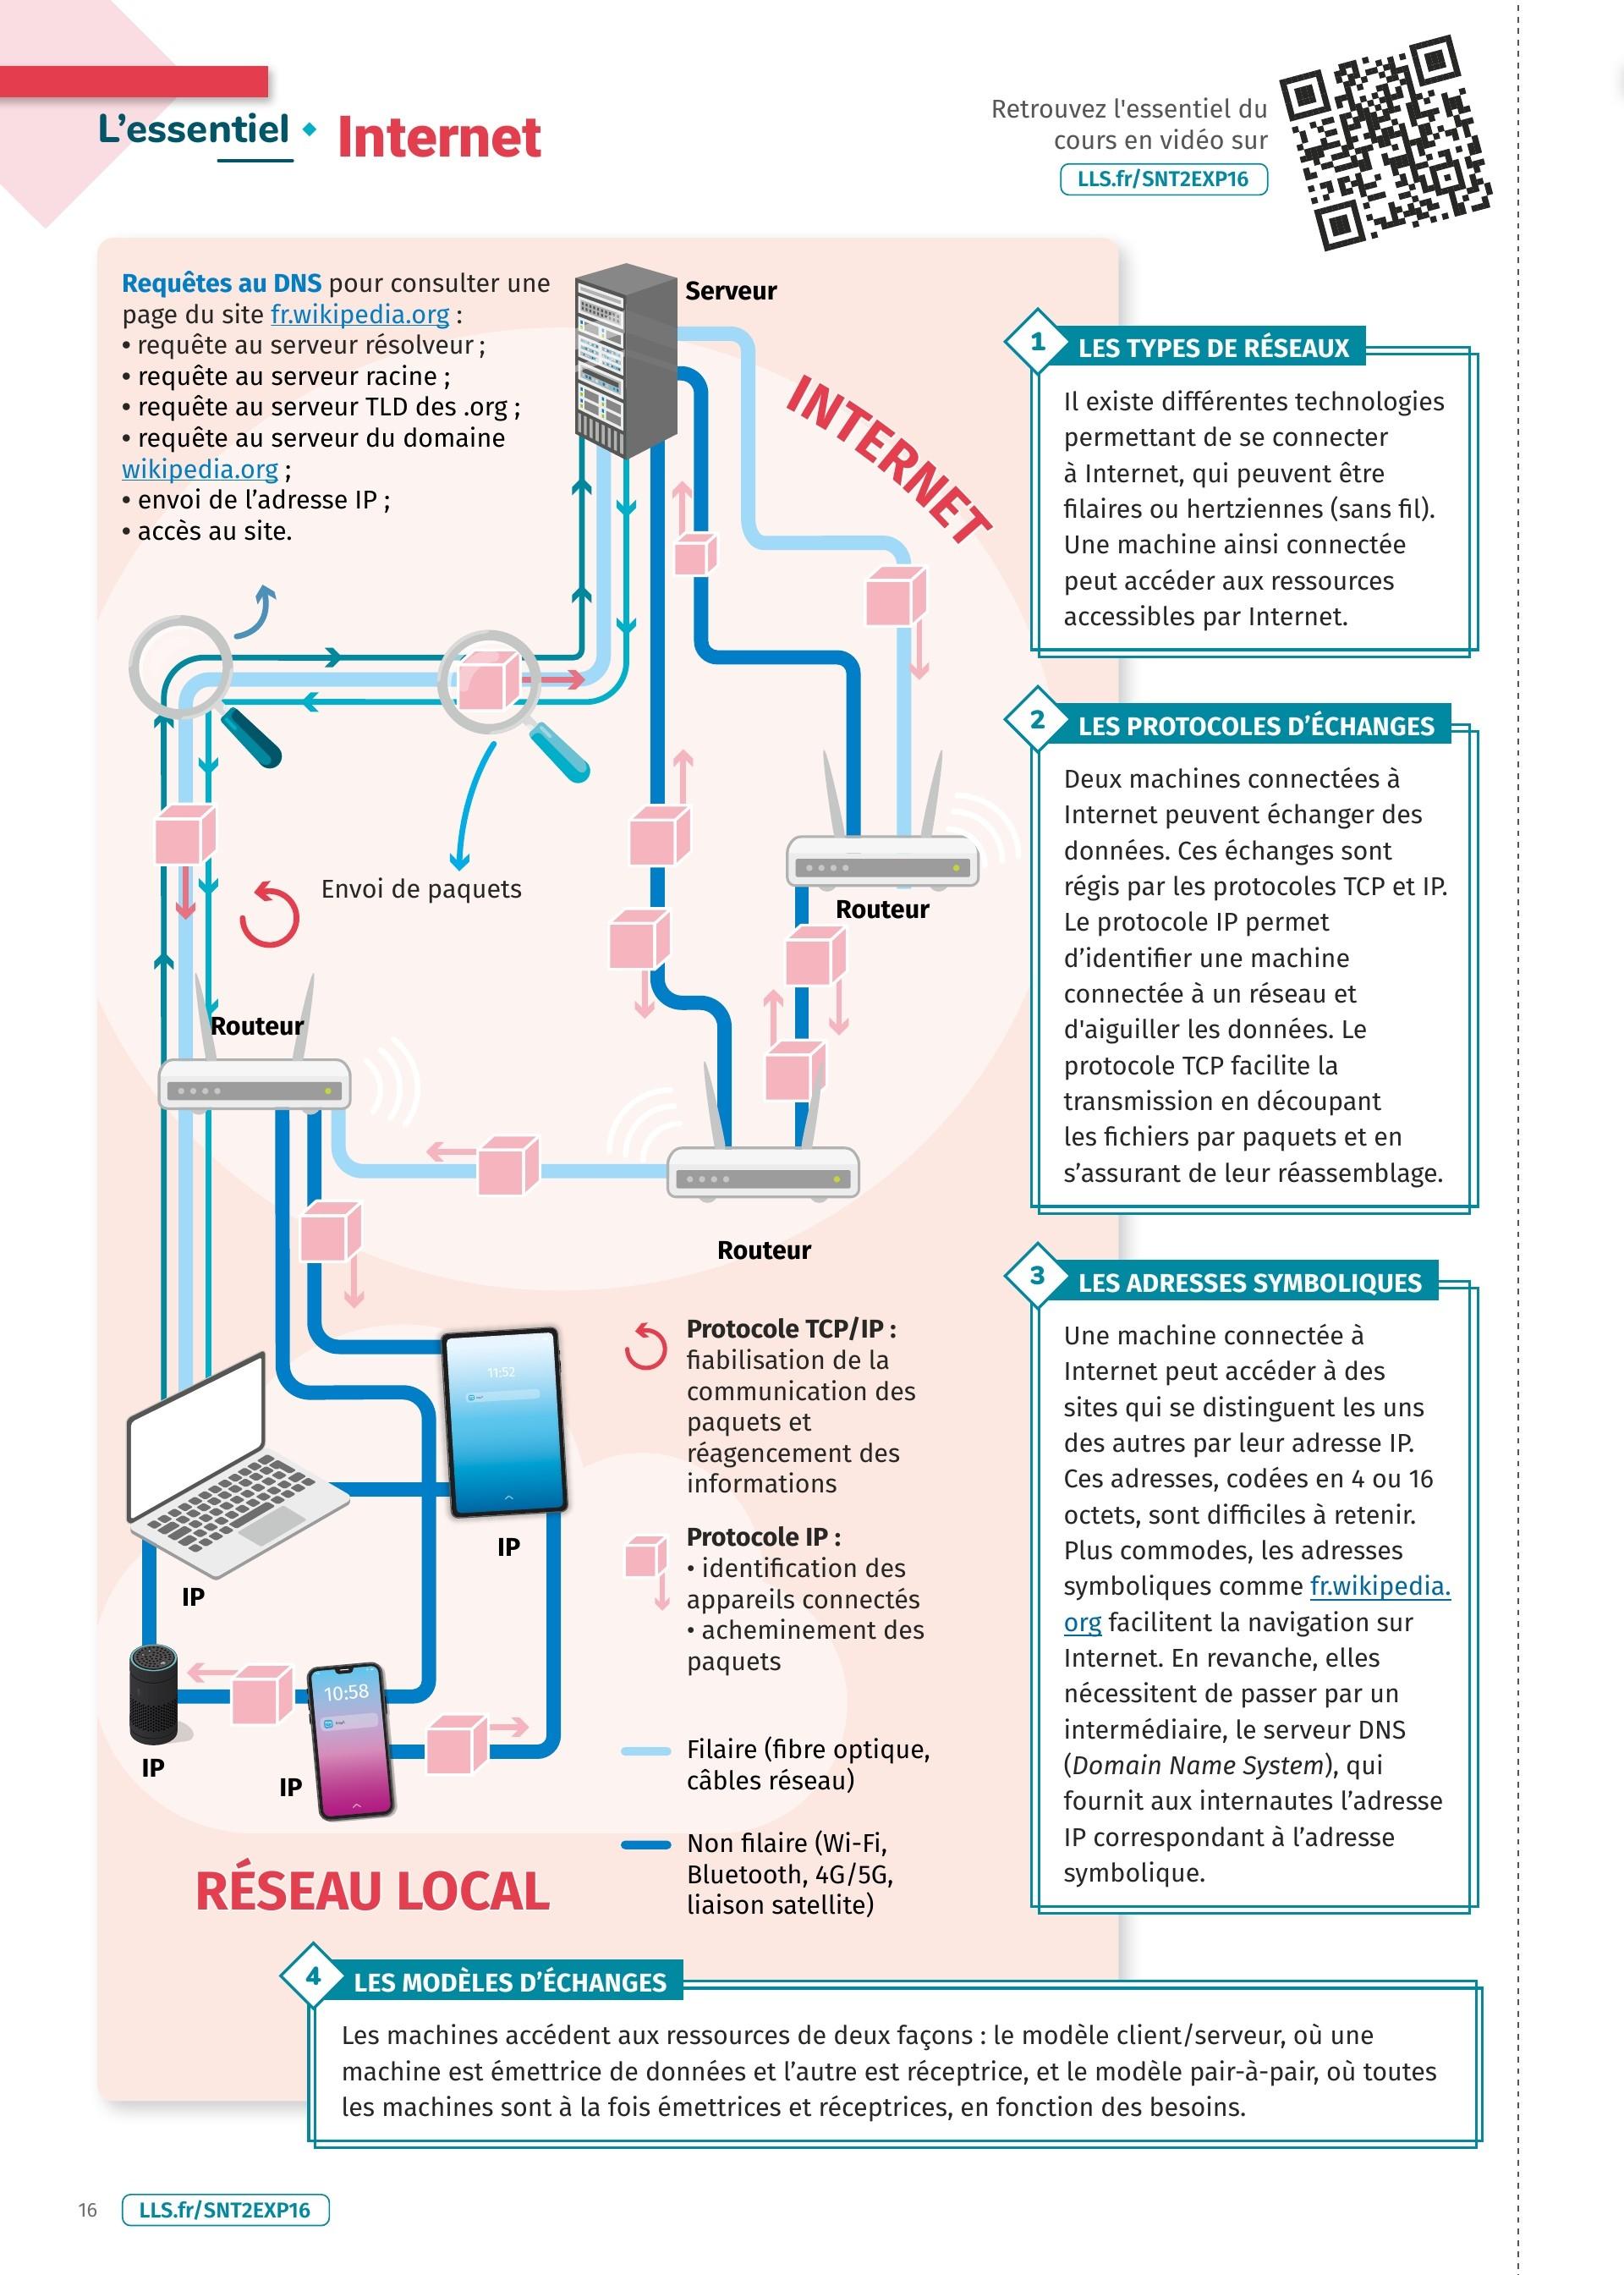 L'essentiel
Internet
Retrouvez l'essentiel du
cours en vidéo sur
LLS.fr/SNT2EXP16
Requêtes au DNS pour consulter une
page du site fr.wikipedia.org :
• requête au serveur résolveur ;
• requête au serveur racine ;
• requête au serveur TLD des .org ;
• requête au serveur du domaine
wikipedia.org ;
• envoi de l'adresse IP ;
• accès au site.
Serveur
INTERNET
Envoi de paquets
Routeur
Routeur
Routeur
11:52
IP
IP
10:58
IP
IP
RÉSEAU LOCAL
Protocole TCP/IP :
fiabilisation de la
communication des
paquets et
réagencement des
informations
Protocole IP :
• identification des
appareils connectés
• acheminement des
paquets
Filaire (fibre optique,
câbles réseau)
Non filaire (Wi-Fi,
Bluetooth, 4G/5G,
liaison satellite)
1
LES TYPES DE RÉSEAUX
Il existe différentes technologies
permettant de se connecter
à Internet, qui peuvent être
filaires ou hertziennes (sans fil).
Une machine ainsi connectée
peut accéder aux ressources
accessibles par Internet.
2
LES PROTOCOLES D'ÉCHANGES
Deux machines connectées à
Internet peuvent échanger des
données. Ces échanges sont
régis par les protocoles TCP et IP.
Le protocole IP permet
d'identifier une machine
connectée à un réseau et
d'aiguiller les données. Le
protocole TCP facilite la
transmission en découpant
les fichiers par paquets et en
s'assurant de leur réassemblage.
3
LES ADRESSES SYMBOLIQUES
Une machine connectée à
Internet peut accéder à des
sites qui se distinguent les uns
des autres par leur adresse IP.
Ces adresses, codées en 4 ou 16
octets, sont difficiles à retenir.
Plus commodes, les adresses
symboliques comme fr.wikipedia.
org facilitent la navigation sur
Internet. En revanche, elles
nécessitent de passer par un
intermédiaire, le serveur DNS
(Domain Name System), qui
fournit aux internautes l'adresse
IP correspondant à l'adresse
symbolique.
4
LES MODÈLES D'ÉCHANGES
Les machines accédent aux ressources de deux façons : le modèle client/serveur, où une
machine est émettrice de données et l'autre est réceptrice, et le modèle pair-à-pair, où toutes
les machines sont à la fois émettrices et réceptrices, en fonction des besoins.
16
LLS.fr/SNT2EXP16